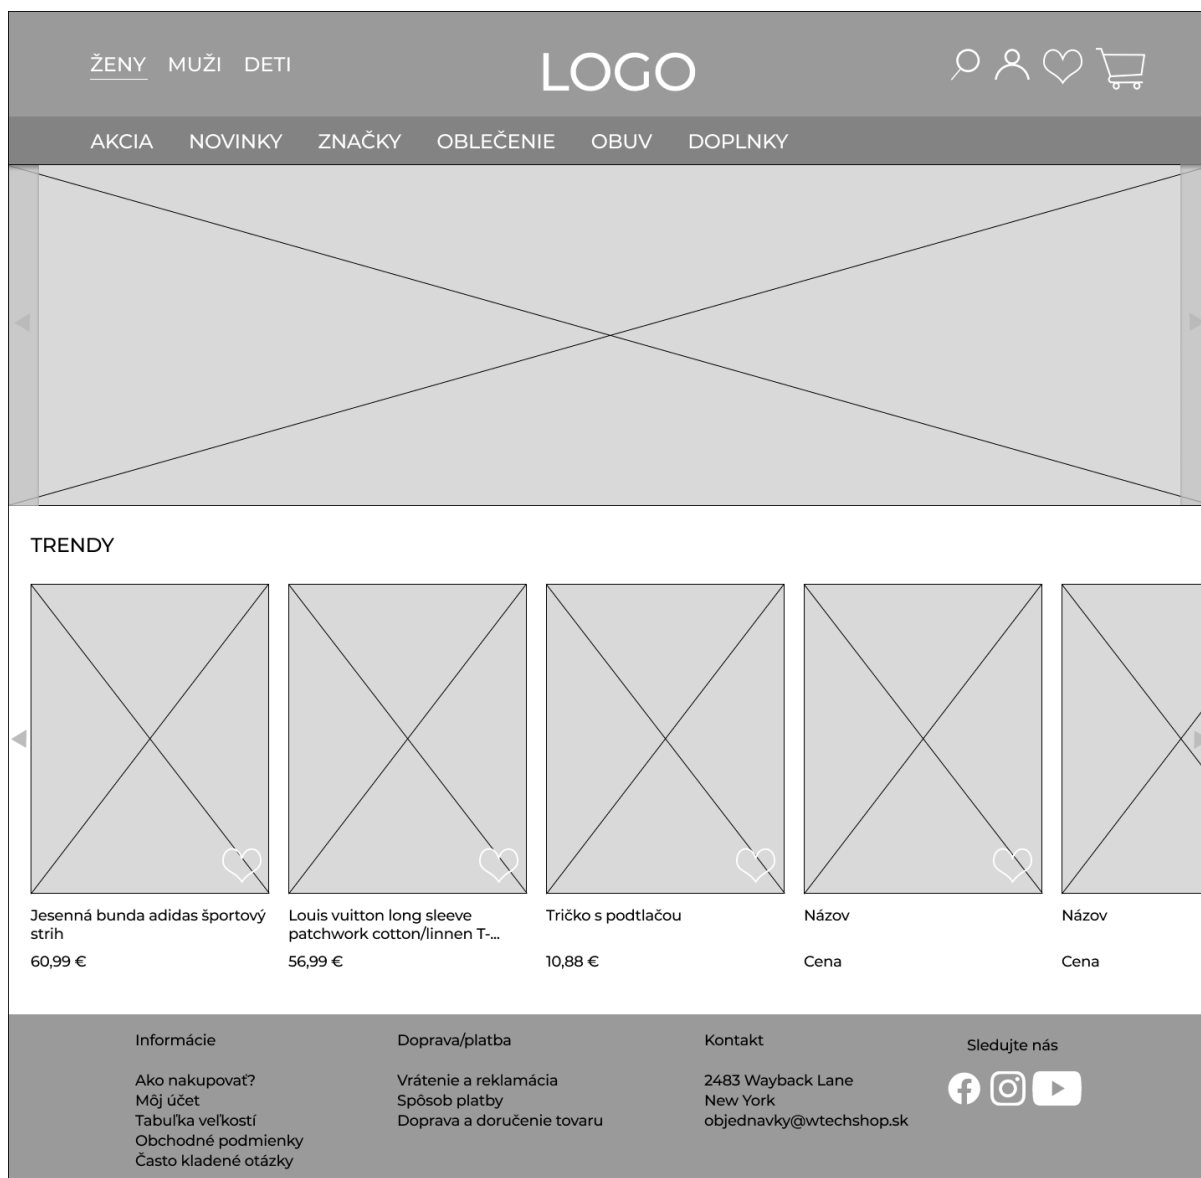 ŽENY MUŽI DETI
LOGO
AKCIA NOVINKY ZNAČKY OBLEČENIE OBUV DOPLNKY
TRENDY
Jesenná bunda adidas športový
strih
60,99 €
Louis vuitton long sleeve
patchwork cotton/linnen T-...
56,99 €
Tričko s podtlačou
10,88 €
Názov
Cena
Názov
Cena
Informácie
Ako nakupovať?
Môj účet
Tabuľka veľkostí
Obchodné podmienky
Často kladené otázky
Doprava/platba
Vrátenie a reklamácia
Spôsob platby
Doprava a doručenie tovaru
Kontakt
2483 Wayback Lane
New York
objednavky@wtechshop.sk
Sledujte nás